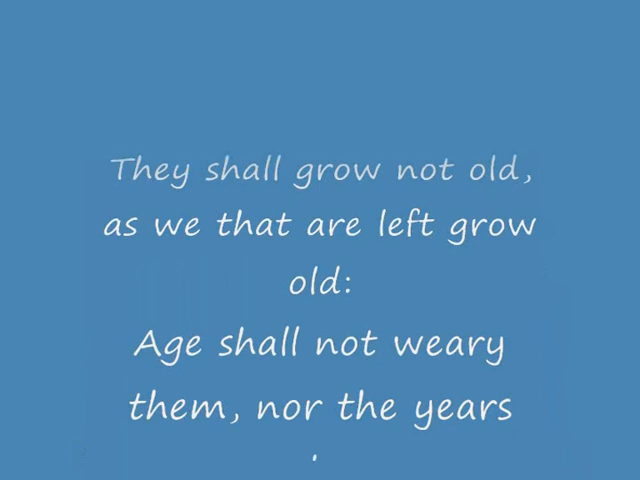 They shall grow not old,
as we that are left grow
old:
Age shall not weary
them, nor the years